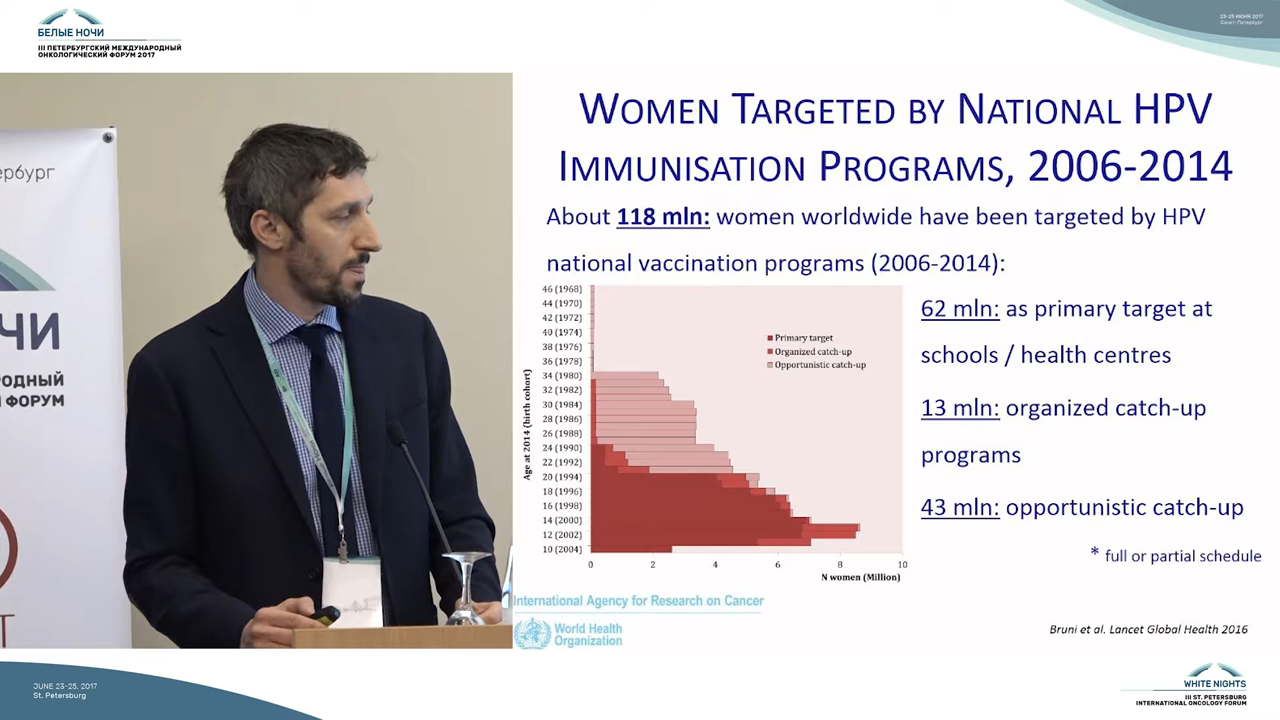 БЕЛЫЕ НОЧИ
III ПЕТЕРБУРГСКИЙ МЕЖДУНАРОДНЫЙ
ОНКОЛОГИЧЕСКИЙ ФОРУМ 2017
23-25 ИЮНЯ 2017
Санкт-Петербург
ербург
ЧИ
РОДНЫЙ
ФОРУМ
WOMEN TARGETED BY NATIONAL HPV
IMMUNISATION PROGRAMS, 2006-2014
About 118 mln: women worldwide have been targeted by HPV
national vaccination programs (2006-2014):
Age at 2014 (birth cohort)
46 (1968)
44 (1970)
42 (1972)
40 (1974)
38 (1976)
36 (1978)
34 (1980)
32 (1982)
30 (1984)
28 (1986)
26 (1988)
24 (1990)
22 (1992)
20 (1994)
18 (1996)
16 (1998)
14 (2000)
12 (2002)
10 (2004)
Primary target
Organized catch-up
Opportunistic catch-up
0 2 4 6 8 10
N women (Million)
62 mln: as primary target at
schools / health centres
13 mln: organized catch-up
programs
43 mln: opportunistic catch-up
* full or partial schedule
International Agency for Research on Cancer
World Health
Organization
Bruni et al. Lancet Global Health 2016
JUNE 23-25, 2017
St. Petersburg
WHITE NIGHTS
III ST. PETERSBURG
INTERNATIONAL ONCOLOGY FORUM